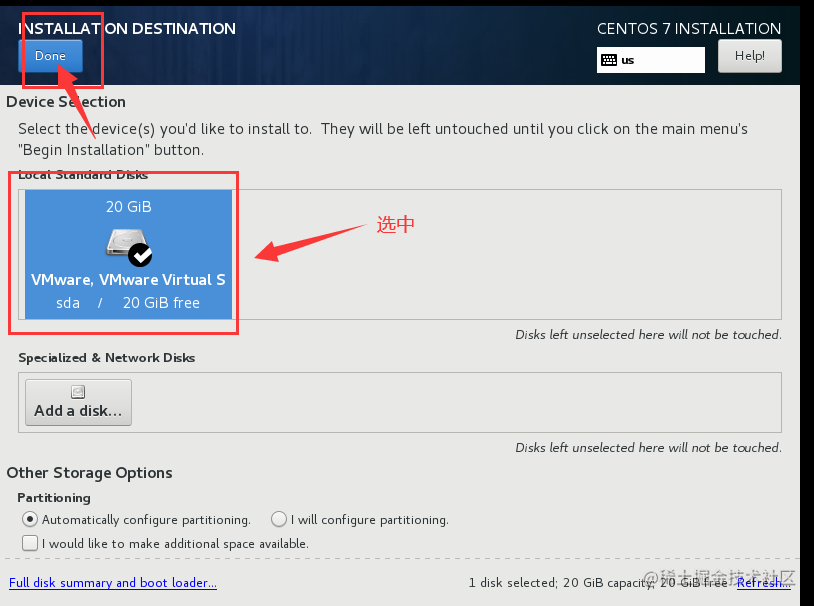 INSTALLATION DESTINATION
CENTOS 7 INSTALLATION
Done
us
Help!
Device Selection
Select the device(s) you'd like to install to. They will be left untouched until you click on the main menu's
"Begin Installation" button.
Local Standard Disks
20 GiB
选中
VMware, VMware Virtual S
sda / 20 GiB free
Disks left unselected here will not be touched.
Specialized & Network Disks
Add a disk...
Disks left unselected here will not be touched.
Other Storage Options
Partitioning
Automatically configure partitioning. I will configure partitioning.
I would like to make additional space available.
Full disk summary and boot loader...
1 disk selected; 20 GiB capacity; 20 GiB free Refresh...
@稀土掘金技术社区